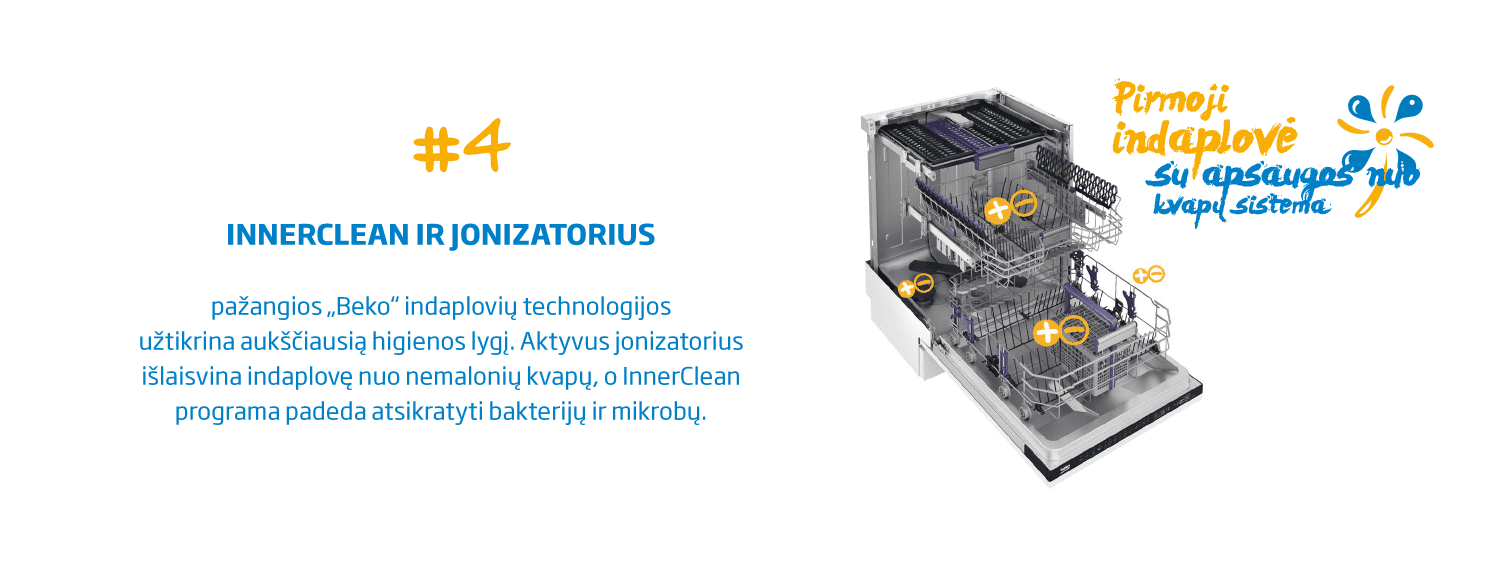 #4
INNERCLEAN IR JONIZATORIUS
pažangios „Beko“ indaplovių technologijos
užtikrina aukščiausią higienos lygį. Aktyvus jonizatorius
išlaisvina indaplovę nuo nemalonių kvapų, o InnerClean
programa padeda atsikratyti bakterijų ir mikrobų.
Pirmoji
indaplovė
su apsaugos nuo
kvapų sistema